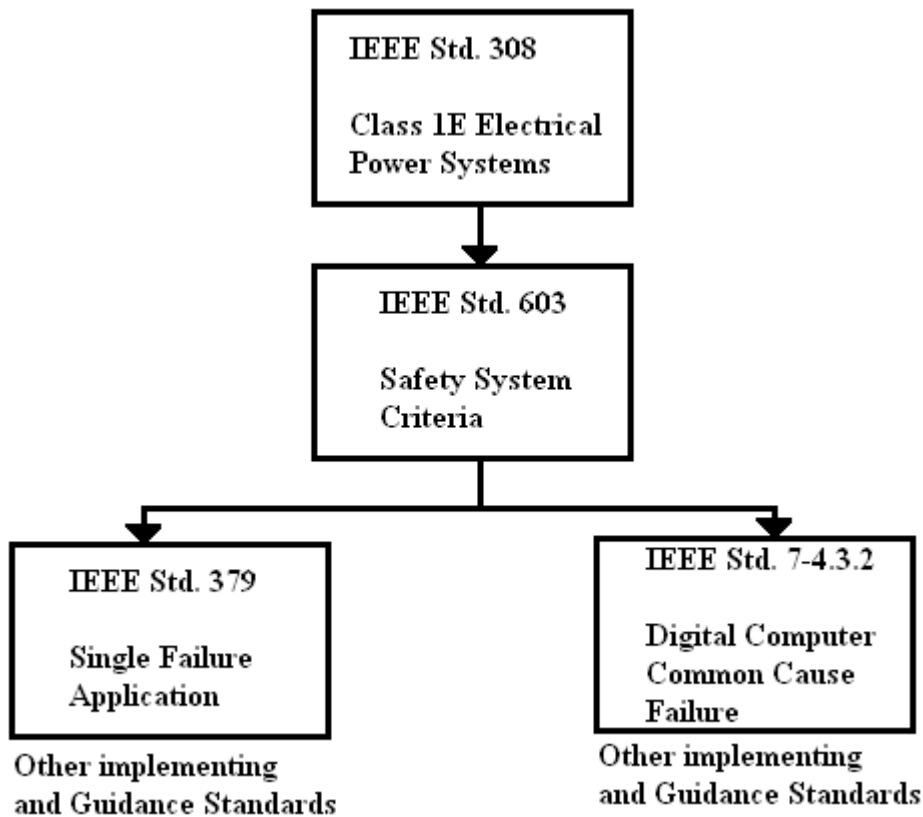 IEEE Std. 308
Class 1E Electrical
Power Systems
IEEE Std. 603
Safety System
Criteria
IEEE Std. 379
Single Failure
Application
Other implementing
and Guidance Standards
IEEE Std. 7-4.3.2
Digital Computer
Common Cause
Failure
Other implementing
and Guidance Standards